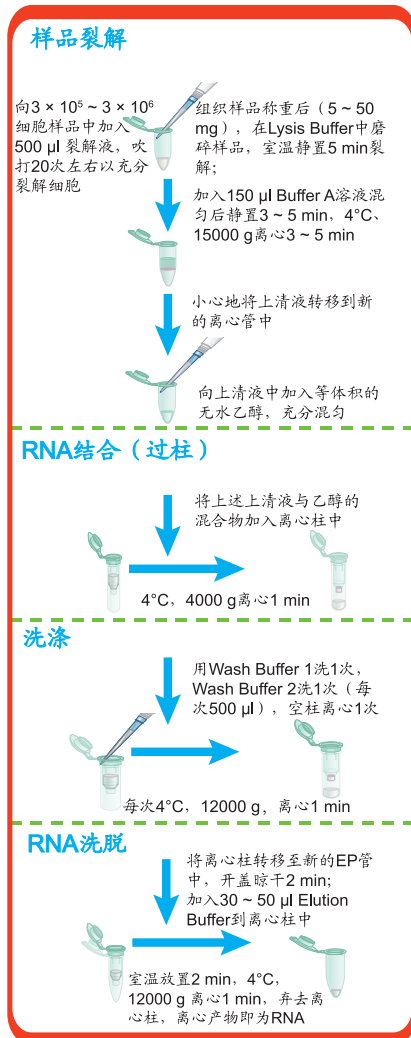 样品裂解
向3 × 10⁵ ~ 3 × 10⁶
细胞样品中加入
500 μl 裂解液，吹
打20次左右以充分
裂解细胞
组织样品称重后（5 ~ 50
mg），在Lysis Buffer中磨
碎样品，室温静置5 min裂
解；
加入150 μl Buffer A溶液混
匀后静置3 ~ 5 min，4°C、
15000 g离心3 ~ 5 min
小心地将上清液转移到新
的离心管中
向上清液中加入等体积的
无水乙醇，充分混匀
RNA结合（过柱）
将上述上清液与乙醇的
混合物加入离心柱中
4°C，4000 g离心1 min
洗涤
用Wash Buffer 1洗1次，
Wash Buffer 2洗1次（每
次500 μl），空柱离心1次
每次4°C，12000 g，离心1 min
RNA洗脱
将离心柱转移至新的EP管
中，开盖晾干2 min；
加入30 ~ 50 μl Elution
Buffer到离心柱中
室温放置2 min，4°C，
12000 g 离心1 min，弃去离
心柱，离心产物即为RNA